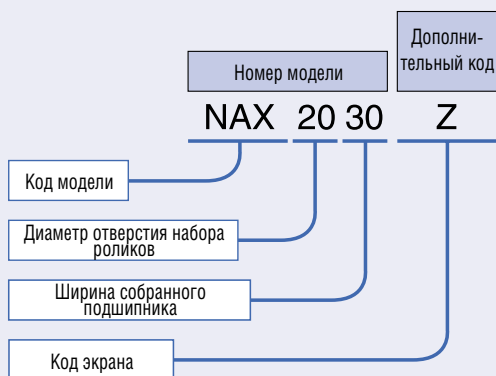 Дополни-
тельный код
Номер модели
NAX 20 30 Z
Код модели
Диаметр отверстия набора
роликов
Ширина собранного
подшипника
Код экрана